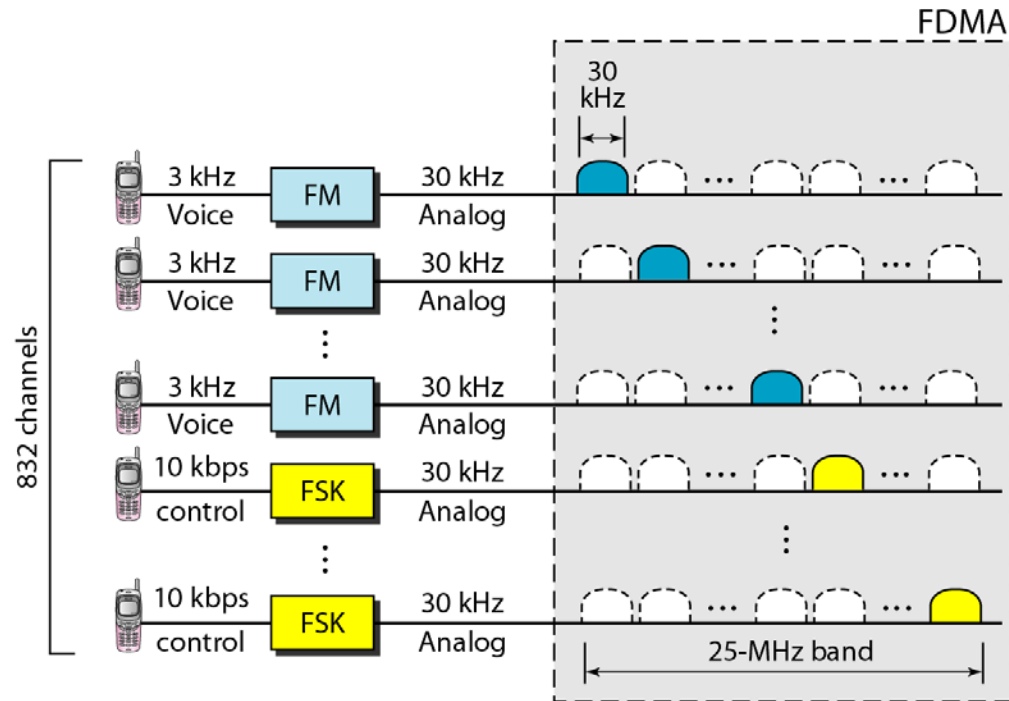 FDMA
30
kHz
3 kHz
Voice
FM
30 kHz
Analog
...
...
3 kHz
Voice
FM
30 kHz
Analog
...
...
...
...
3 kHz
Voice
FM
30 kHz
Analog
...
...
832 channels
10 kbps
control
FSK
30 kHz
Analog
...
...
...
...
10 kbps
control
FSK
30 kHz
Analog
...
...
25-MHz band